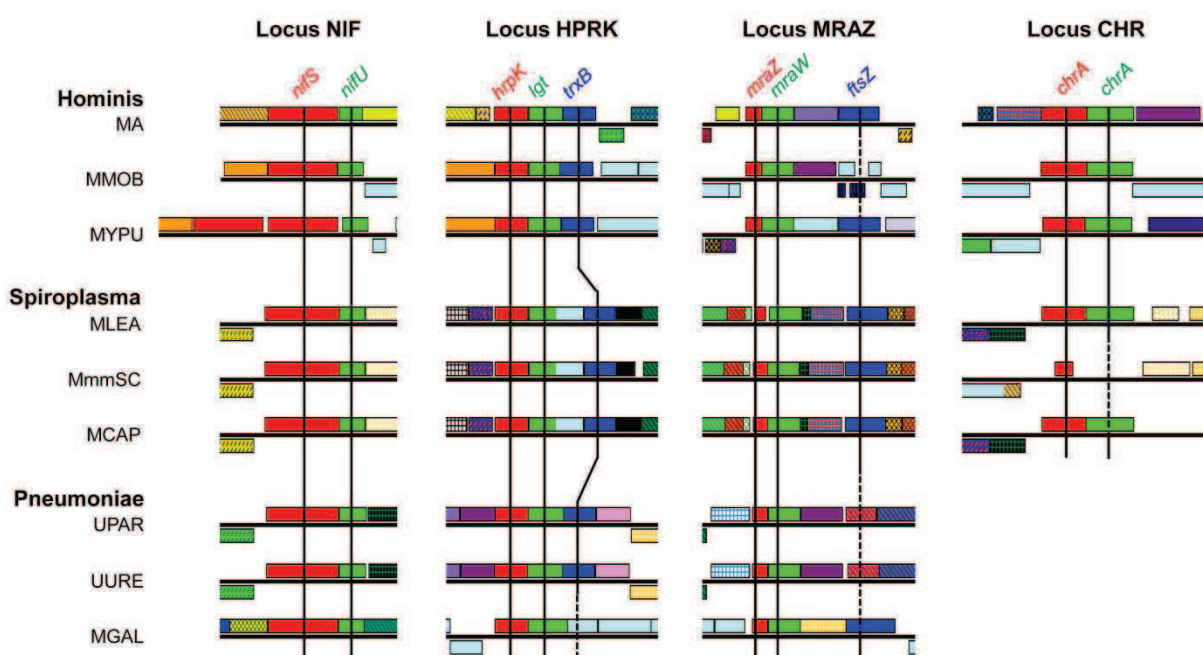 Locus NIF Locus HPRK Locus MRAZ Locus CHR
nifS nifU hrpK lgt trxB mraZ mraW ftsZ chrA chrA
Hominis
MA
MMOB
MYPU
Spiroplasma
MLEA
MmmSC
MCAP
Pneumoniae
UPAR
UURE
MGAL